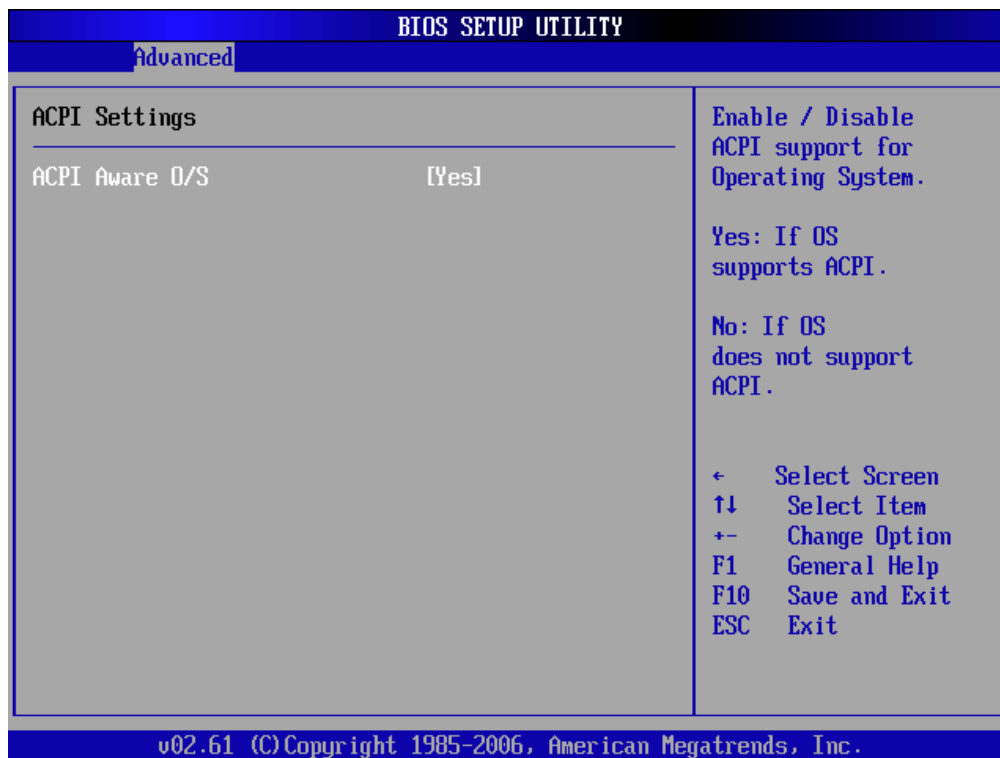 BIOS SETUP UTILITY
Advanced
ACPI Settings
ACPI Aware O/S [Yes]
Enable / Disable
ACPI support for
Operating System.
Yes: If OS
supports ACPI.
No: If OS
does not support
ACPI.
← Select Screen
↑↓ Select Item
+- Change Option
F1 General Help
F10 Save and Exit
ESC Exit
v02.61 (C)Copyright 1985-2006, American Megatrends, Inc.